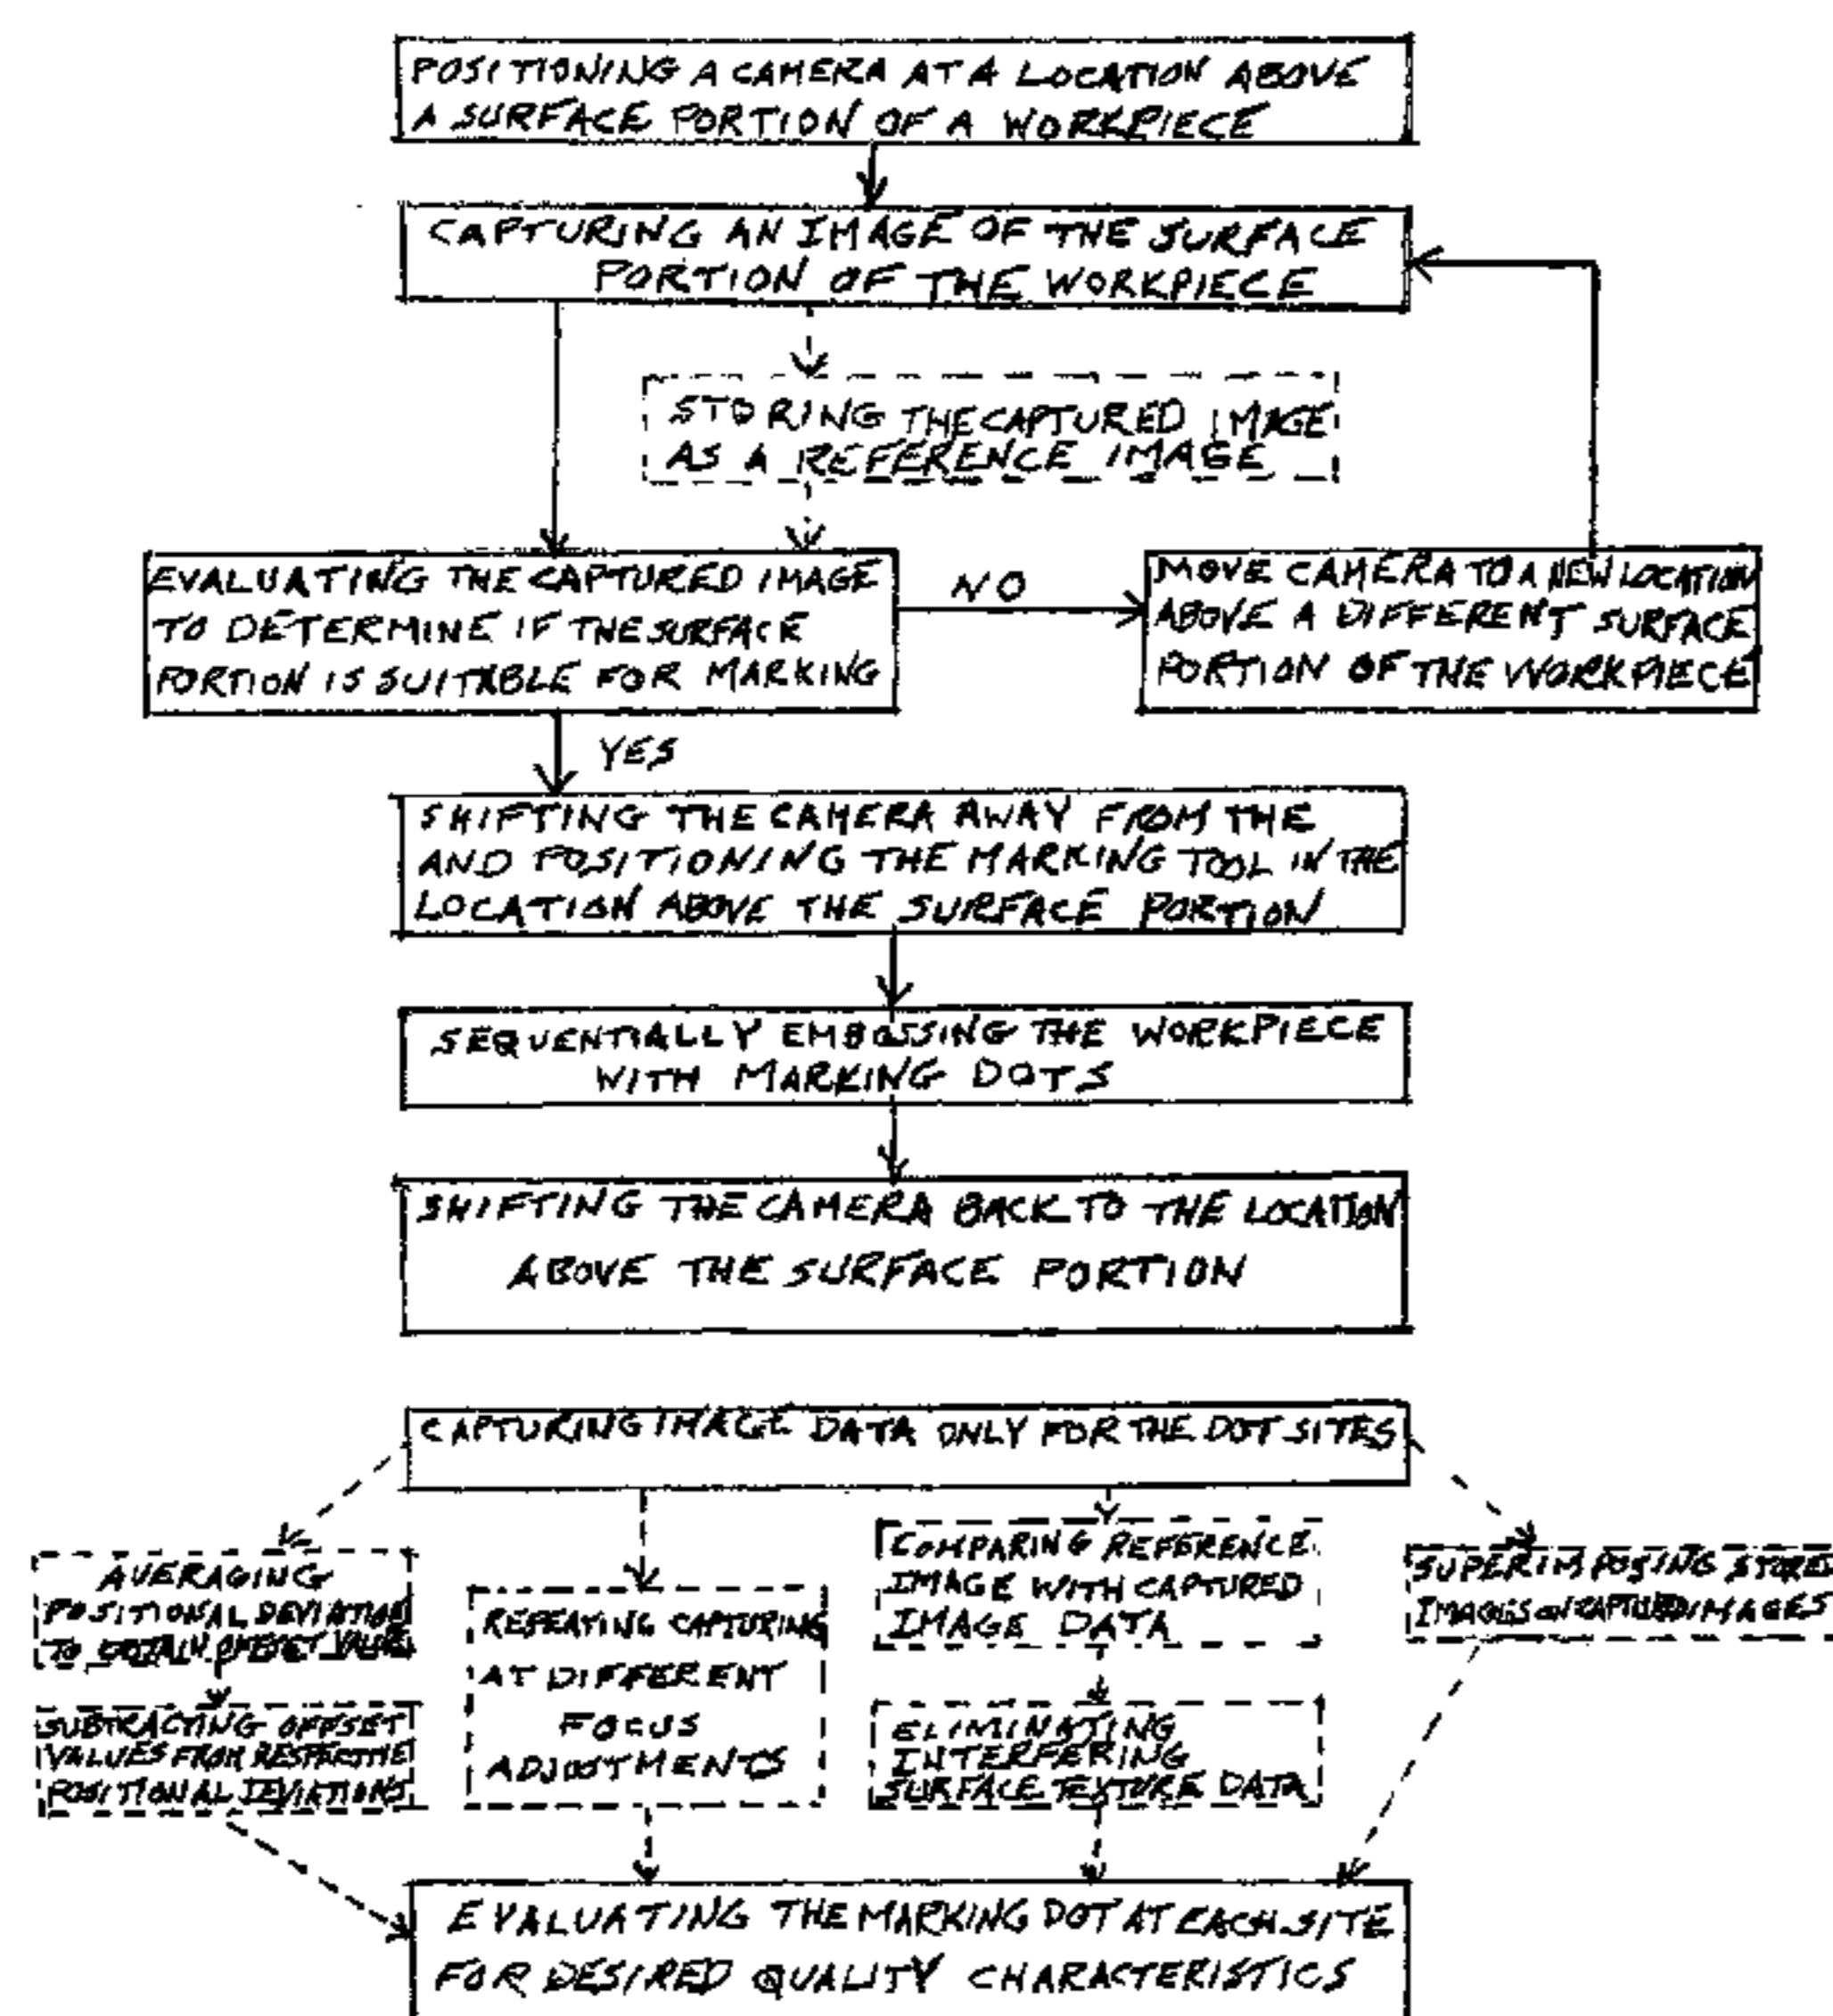 POSITIONING A CAMERA AT A LOCATION ABOVE
A SURFACE PORTION OF A WORKPIECE
CAPTURING AN IMAGE OF THE SURFACE
PORTION OF THE WORKPIECE
STORING THE CAPTURED IMAGE
AS A REFERENCE IMAGE
EVALUATING THE CAPTURED IMAGE
TO DETERMINE IF THE SURFACE
PORTION IS SUITABLE FOR MARKING
NO
MOVE CAMERA TO A NEW LOCATION
ABOVE A DIFFERENT SURFACE
PORTION OF THE WORKPIECE
YES
SHIFTING THE CAMERA AWAY FROM THE
AND POSITIONING THE MARKING TOOL IN THE
LOCATION ABOVE THE SURFACE PORTION
SEQUENTIALLY EMBOSSING THE WORKPIECE
WITH MARKING DOTS
SHIFTING THE CAMERA BACK TO THE LOCATION
ABOVE THE SURFACE PORTION
CAPTURING IMAGE DATA ONLY FOR THE DOT SITES
AVERAGING
POSITIONAL DEVIATION
TO OBTAIN OFFSET VALUE
SUBTRACTING OFFSET
VALUES FROM RESPECTIVE
POSITIONAL DEVIATIONS
REPEATING CAPTURING
AT DIFFERENT
FOCUS
ADJUSTMENTS
COMPARING REFERENCE
IMAGE WITH CAPTURED
IMAGE DATA
ELIMINATING
INTERFERING
SURFACE TEXTURE DATA
SUPERIMPOSING STORED
IMAGES ON CAPTURED IMAGES
EVALUATING THE MARKING DOT AT EACH SITE
FOR DESIRED QUALITY CHARACTERISTICS